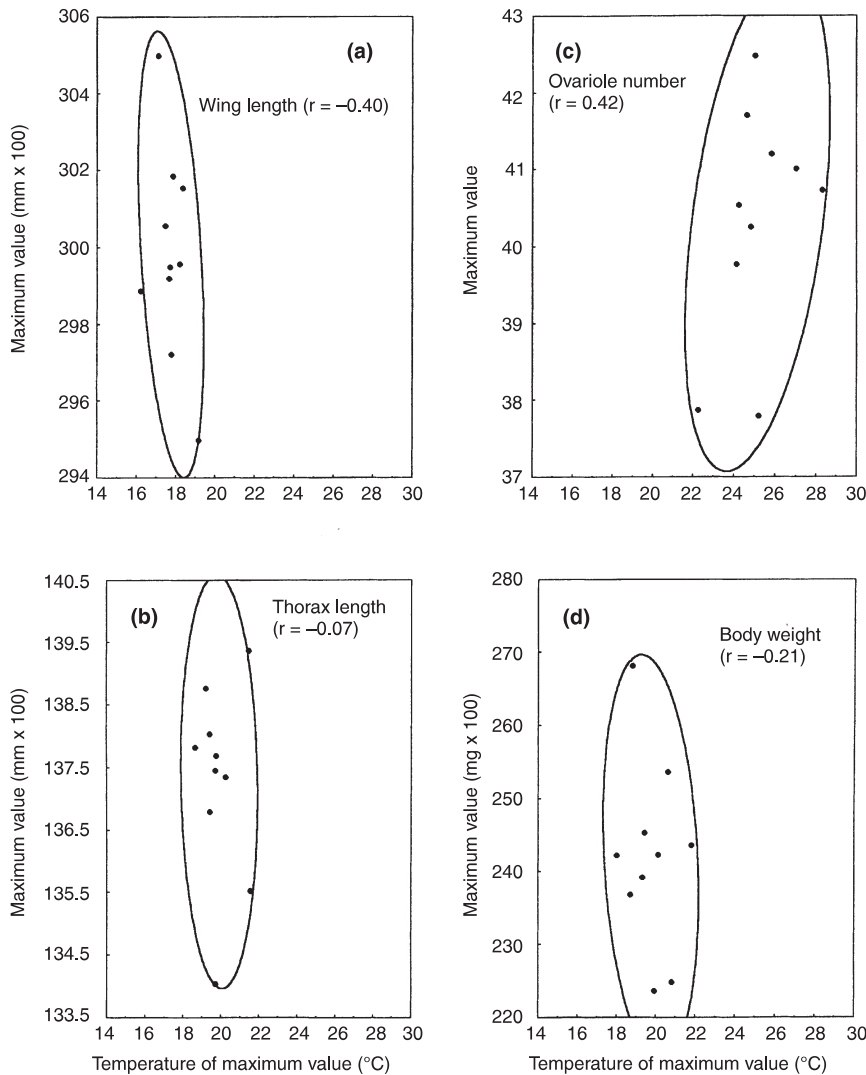 306
304
302
300
298
296
294
Maximum value (mm x 100)
(a)
Wing length (r = –0.40)
14 16 18 20 22 24 26 28 30
43
42
41
40
39
38
37
Maximum value
(c)
Ovariole number
(r = 0.42)
14 16 18 20 22 24 26 28 30
140.5
139.5
138.5
137.5
136.5
135.5
134.5
133.5
Maximum value (mm x 100)
(b)
Thorax length
(r = –0.07)
14 16 18 20 22 24 26 28 30
Temperature of maximum value (°C)
280
270
260
250
240
230
220
Maximum value (mg x 100)
(d)
Body weight
(r = –0.21)
14 16 18 20 22 24 26 28 30
Temperature of maximum value (°C)